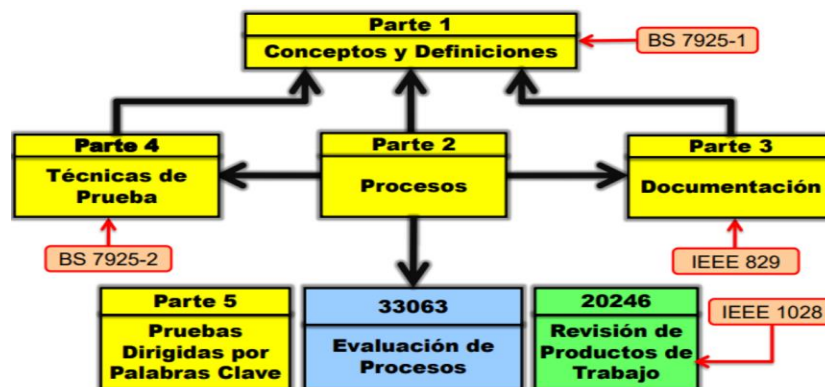 Parte 1
Conceptos y Definiciones
BS 7925-1
Parte 4
Técnicas de
Prueba
Parte 2
Procesos
Parte 3
Documentación
BS 7925-2
IEEE 829
Parte 5
Pruebas
Dirigidas por
Palabras Clave
33063
Evaluación de
Procesos
20246
Revisión de
Productos de
Trabajo
IEEE 1028